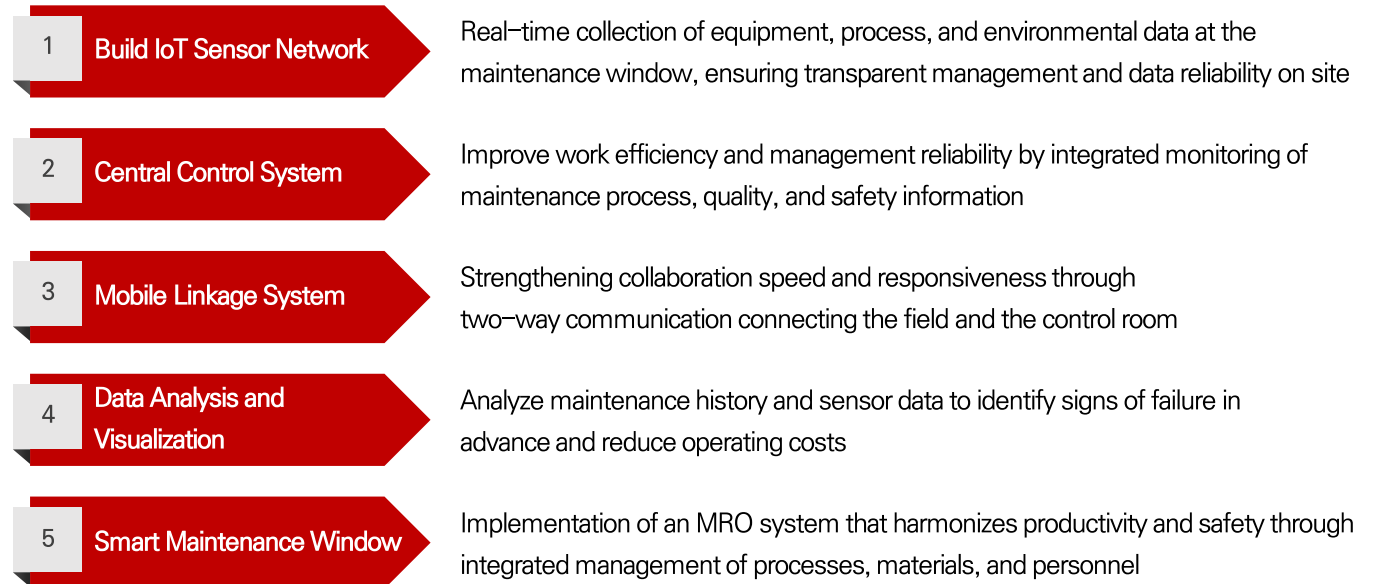 1
Build IoT Sensor Network
Real-time collection of equipment, process, and environmental data at the
maintenance window, ensuring transparent management and data reliability on site
2
Central Control System
Improve work efficiency and management reliability by integrated monitoring of
maintenance process, quality, and safety information
3
Mobile Linkage System
Strengthening collaboration speed and responsiveness through
two-way communication connecting the field and the control room
4
Data Analysis and
Visualization
Analyze maintenance history and sensor data to identify signs of failure in
advance and reduce operating costs
5
Smart Maintenance Window
Implementation of an MRO system that harmonizes productivity and safety through
integrated management of processes, materials, and personnel